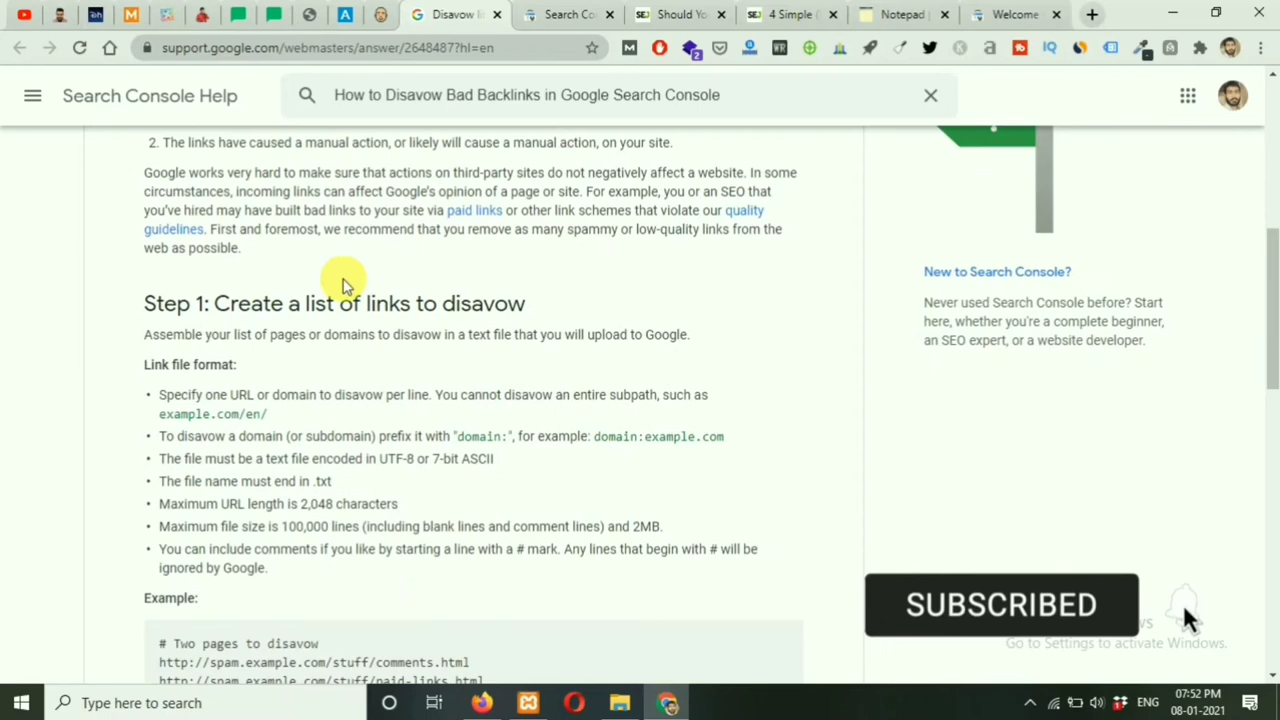 Disavow li
Search Co
Should Yo
4 Simple
Notepad
Welcome
support.google.com/webmasters/answer/2648487?hl=en
Search Console Help
How to Disavow Bad Backlinks in Google Search Console
2. The links have caused a manual action, or likely will cause a manual action, on your site.
Google works very hard to make sure that actions on third-party sites do not negatively affect a website. In some
circumstances, incoming links can affect Google's opinion of a page or site. For example, you or an SEO that
you've hired may have built bad links to your site via paid links or other link schemes that violate our quality
guidelines. First and foremost, we recommend that you remove as many spammy or low-quality links from the
web as possible.
New to Search Console?
Never used Search Console before? Start
here, whether you're a complete beginner,
an SEO expert, or a website developer.
Step 1: Create a list of links to disavow
Assemble your list of pages or domains to disavow in a text file that you will upload to Google.
Link file format:
• Specify one URL or domain to disavow per line. You cannot disavow an entire subpath, such as
example.com/en/
• To disavow a domain (or subdomain) prefix it with "domain:", for example: domain:example.com
• The file must be a text file encoded in UTF-8 or 7-bit ASCII
• The file name must end in .txt
• Maximum URL length is 2,048 characters
• Maximum file size is 100,000 lines (including blank lines and comment lines) and 2MB.
• You can include comments if you like by starting a line with a # mark. Any lines that begin with # will be
ignored by Google.
Example:
# Two pages to disavow
http://spam.example.com/stuff/comments.html
http://spam.example.com/stuff/paid-links.html
SUBSCRIBED
Go to Settings to activate Windows.
Type here to search
ENG
07:52 PM
08-01-2021